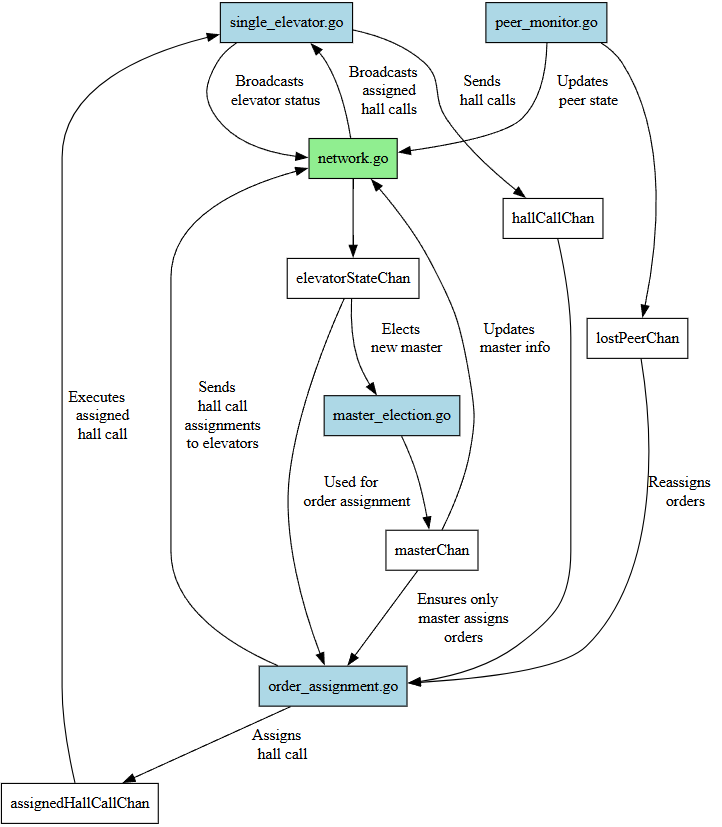 single_elevator.go
peer_monitor.go
Broadcasts
elevator status
Broadcasts
assigned
hall calls
Sends
hall calls
Updates
peer state
network.go
hallCallChan
elevatorStateChan
lostPeerChan
Elects
new master
Updates
master info
Executes
assigned
hall call
Sends
hall call
assignments
to elevators
master_election.go
Used for
order assignment
Reassigns
orders
masterChan
Ensures only
master assigns
orders
order_assignment.go
Assigns
hall call
assignedHallCallChan